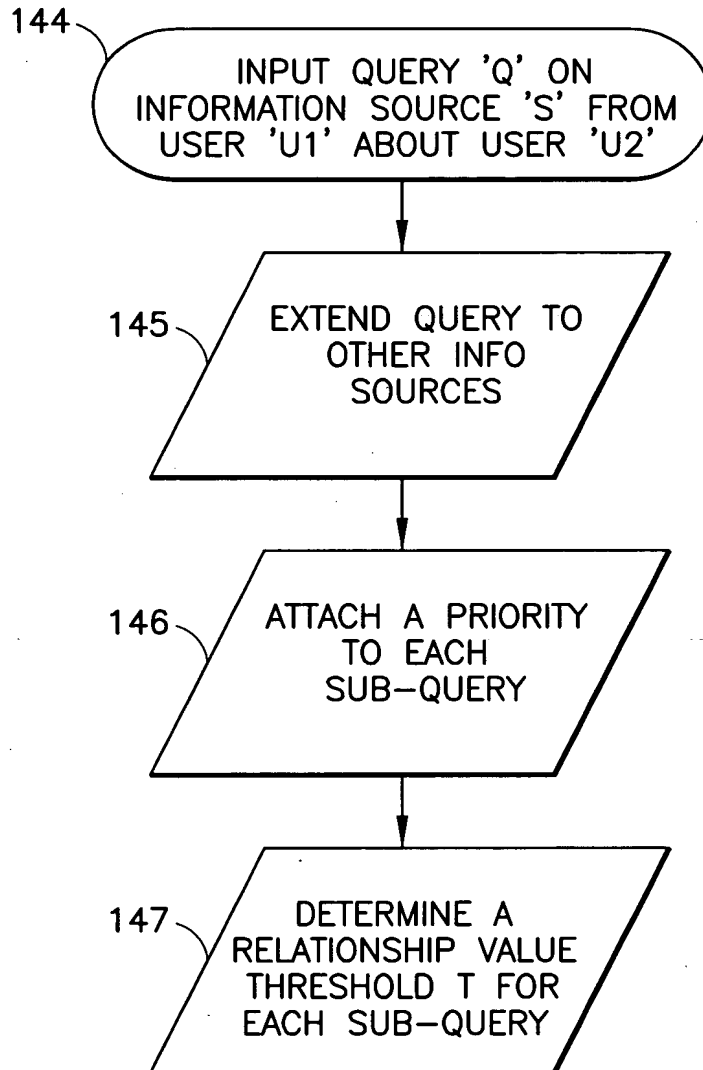 144
INPUT QUERY 'Q' ON
INFORMATION SOURCE 'S' FROM
USER 'U1' ABOUT USER 'U2'
145
EXTEND QUERY TO
OTHER INFO
SOURCES
146
ATTACH A PRIORITY
TO EACH
SUB-QUERY
147
DETERMINE A
RELATIONSHIP VALUE
THRESHOLD T FOR
EACH SUB-QUERY